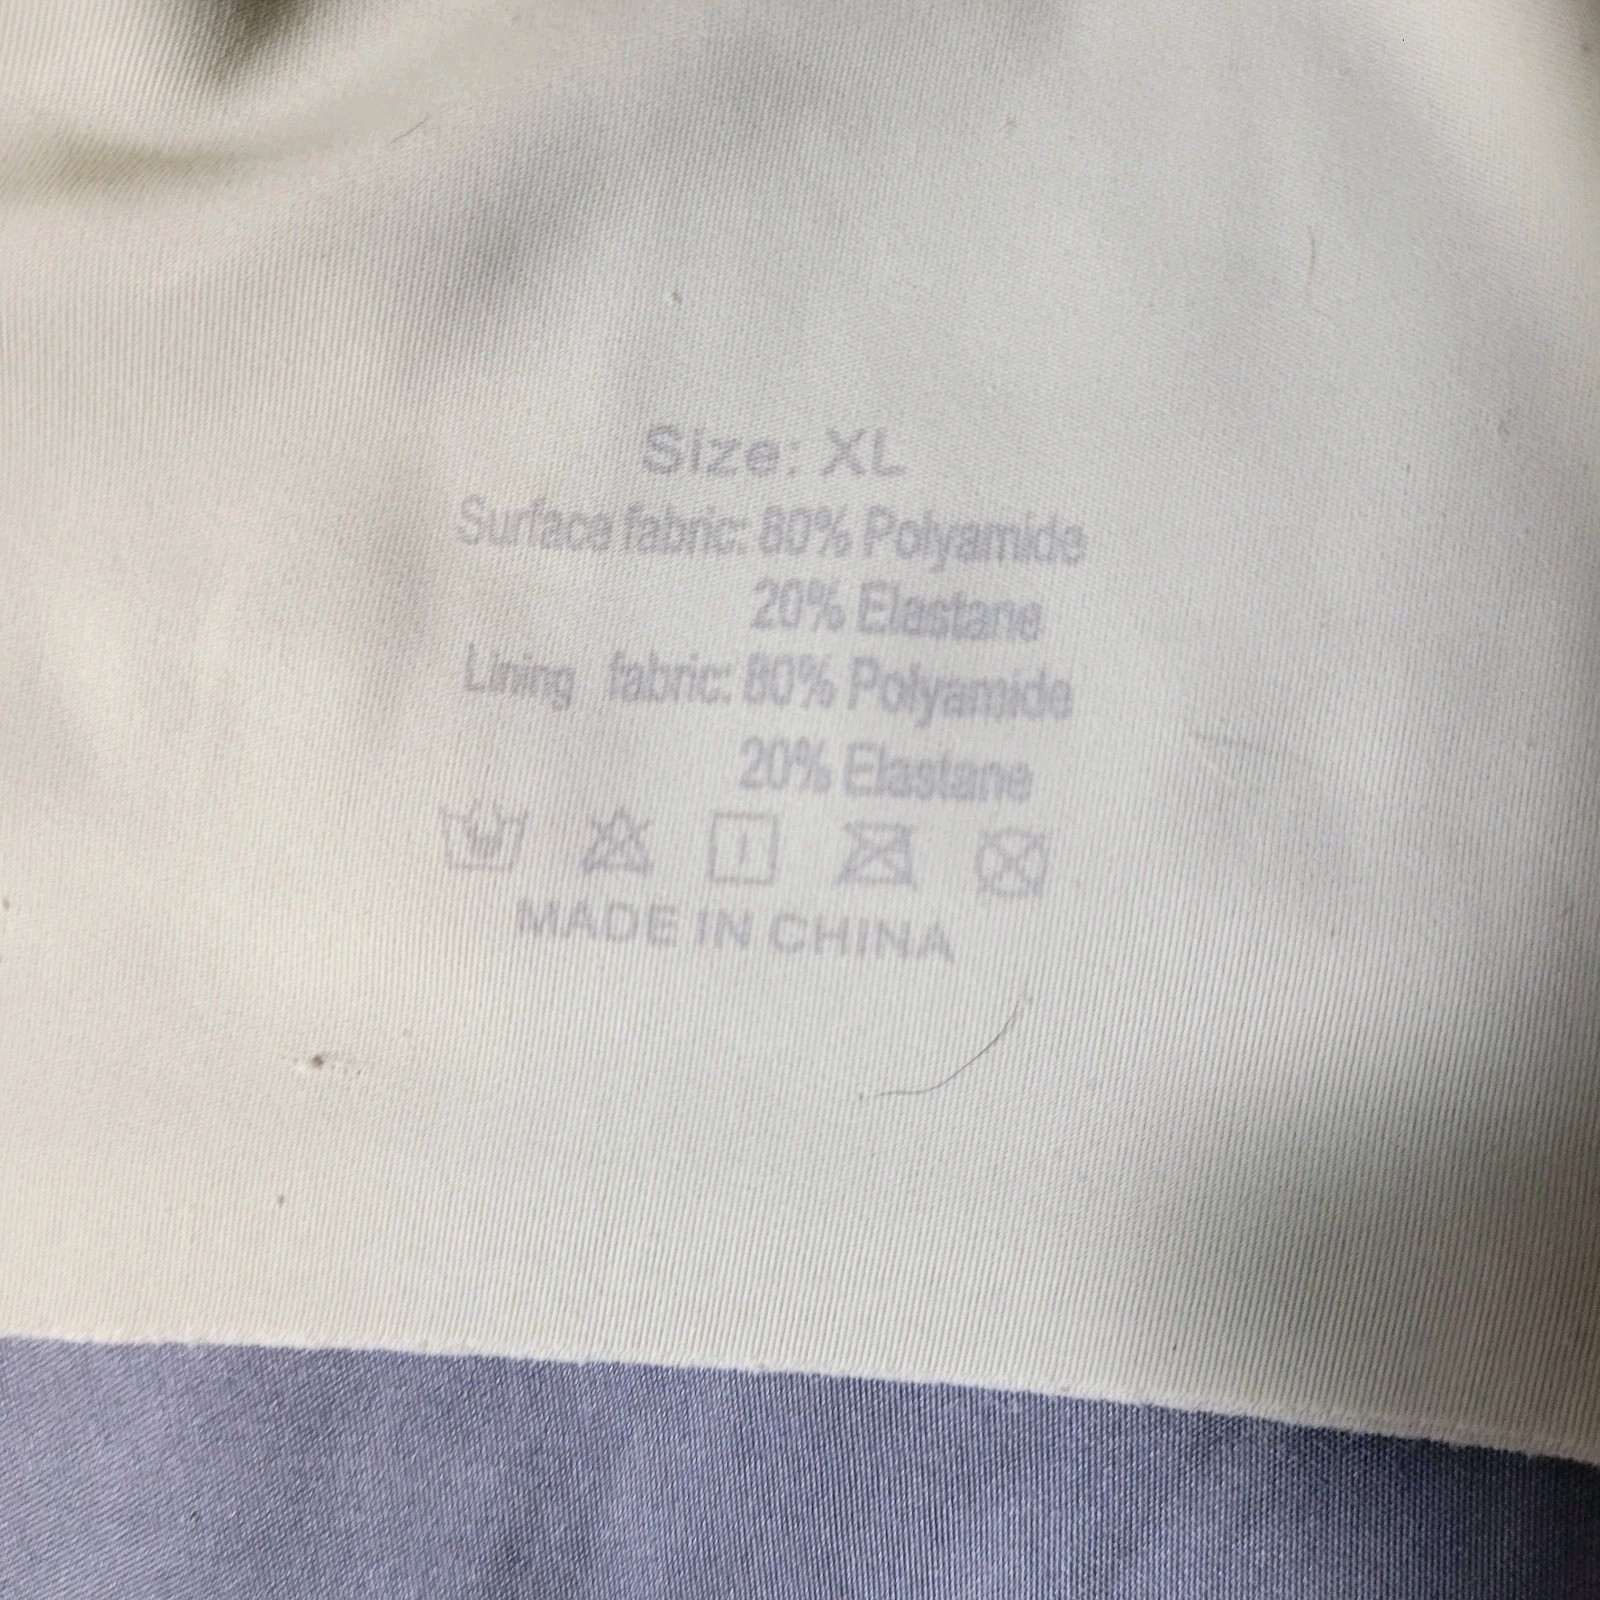 Size: XL
Surface fabric: 80% Polyamide
20% Elastane
Lining fabric: 80% Polyamide
20% Elastane
MADE IN CHINA